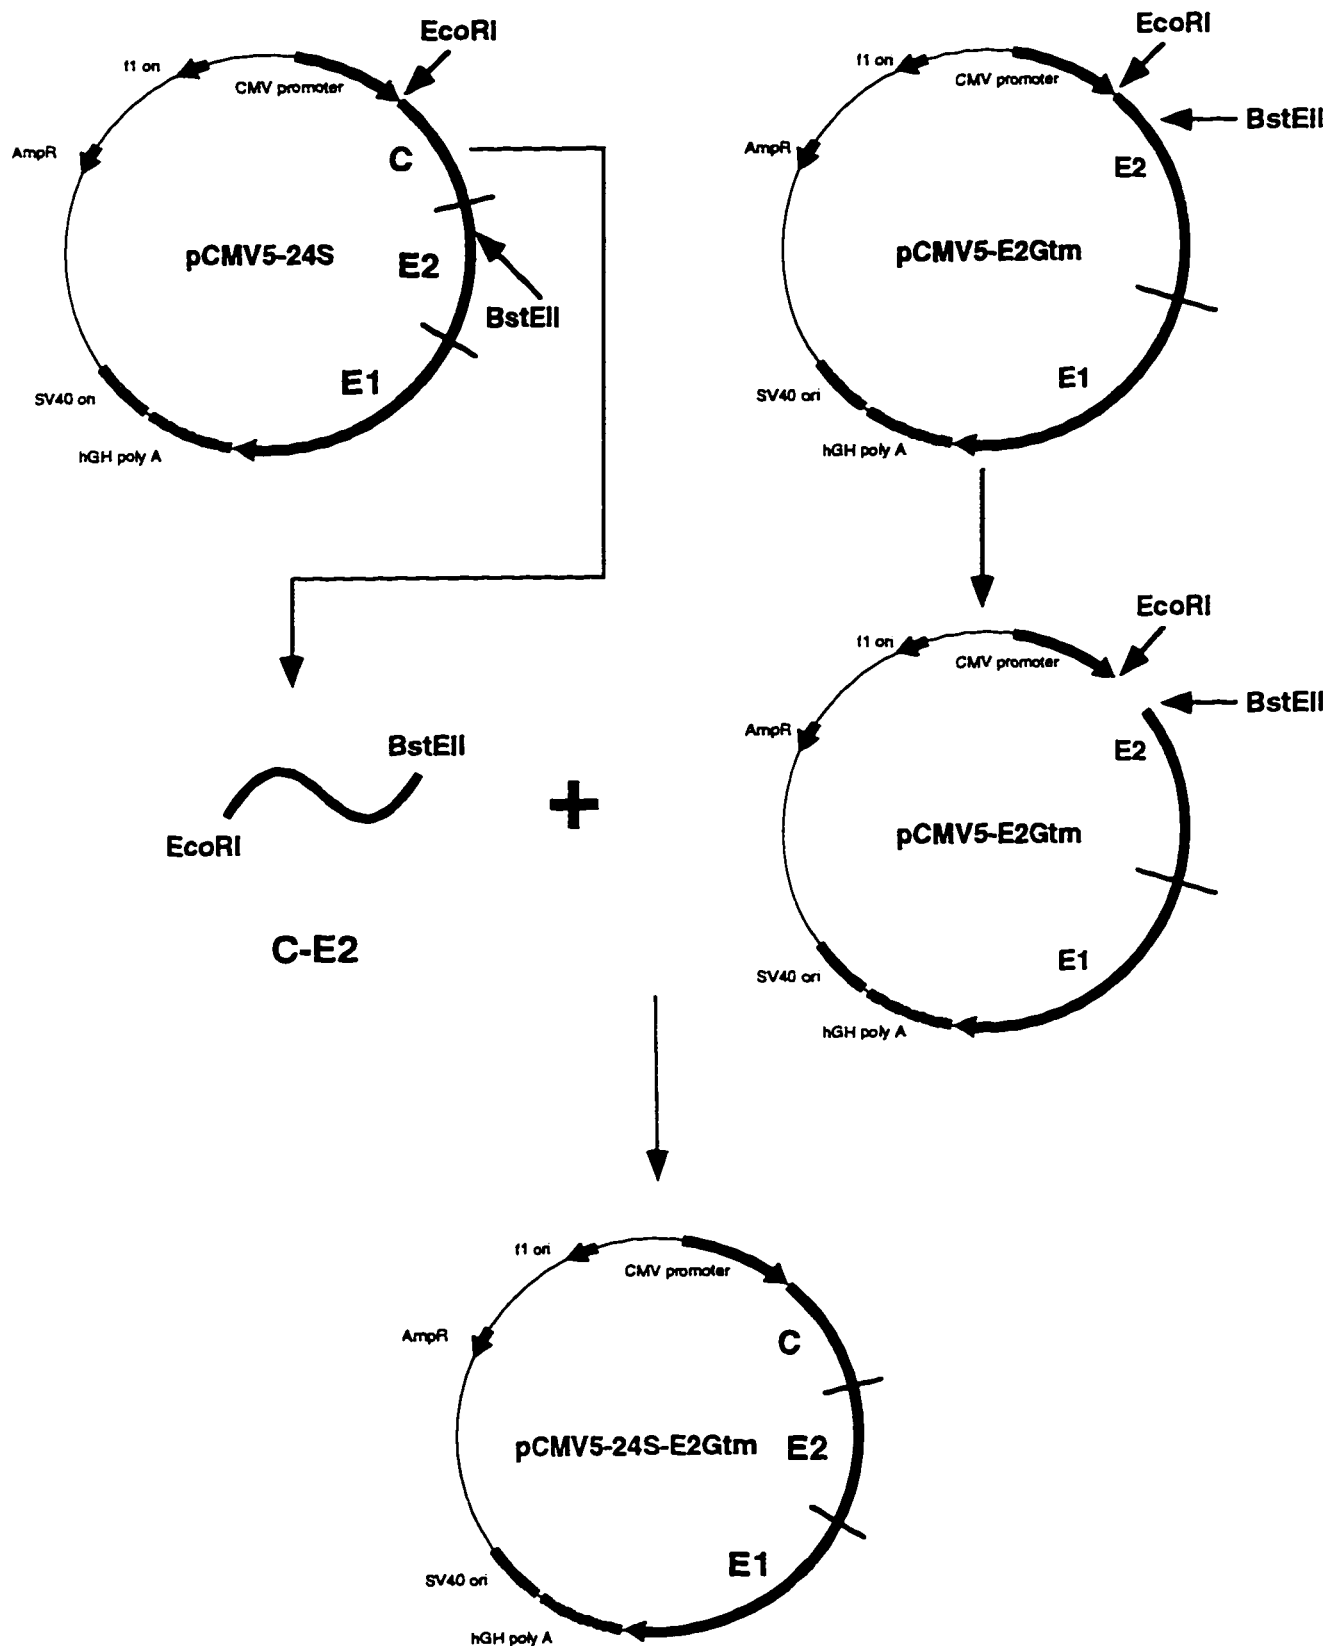 EcoRI
f1 ori
CMV promoter
AmpR
C
pCMV5-24S
E2
BstEII
E1
SV40 ori
hGH poly A
EcoRI
f1 ori
CMV promoter
BstEII
AmpR
E2
pCMV5-E2Gtm
E1
SV40 ori
hGH poly A
EcoRI
f1 ori
CMV promoter
BstEII
AmpR
E2
pCMV5-E2Gtm
E1
SV40 ori
hGH poly A
BstEII
+
EcoRI
C-E2
f1 ori
CMV promoter
AmpR
C
pCMV5-24S-E2Gtm
E2
E1
SV40 ori
hGH poly A